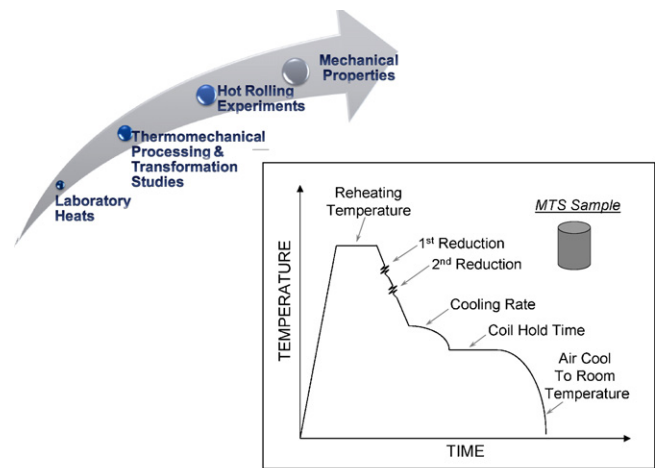 Mechanical
Properties
Hot Rolling
Experiments
Thermomechanical
Processing &
Transformation
Studies
Laboratory
Heats
Reheating
Temperature
MTS Sample
1st Reduction
2nd Reduction
Cooling Rate
Coil Hold Time
Air Cool
To Room
Temperature
TEMPERATURE
TIME